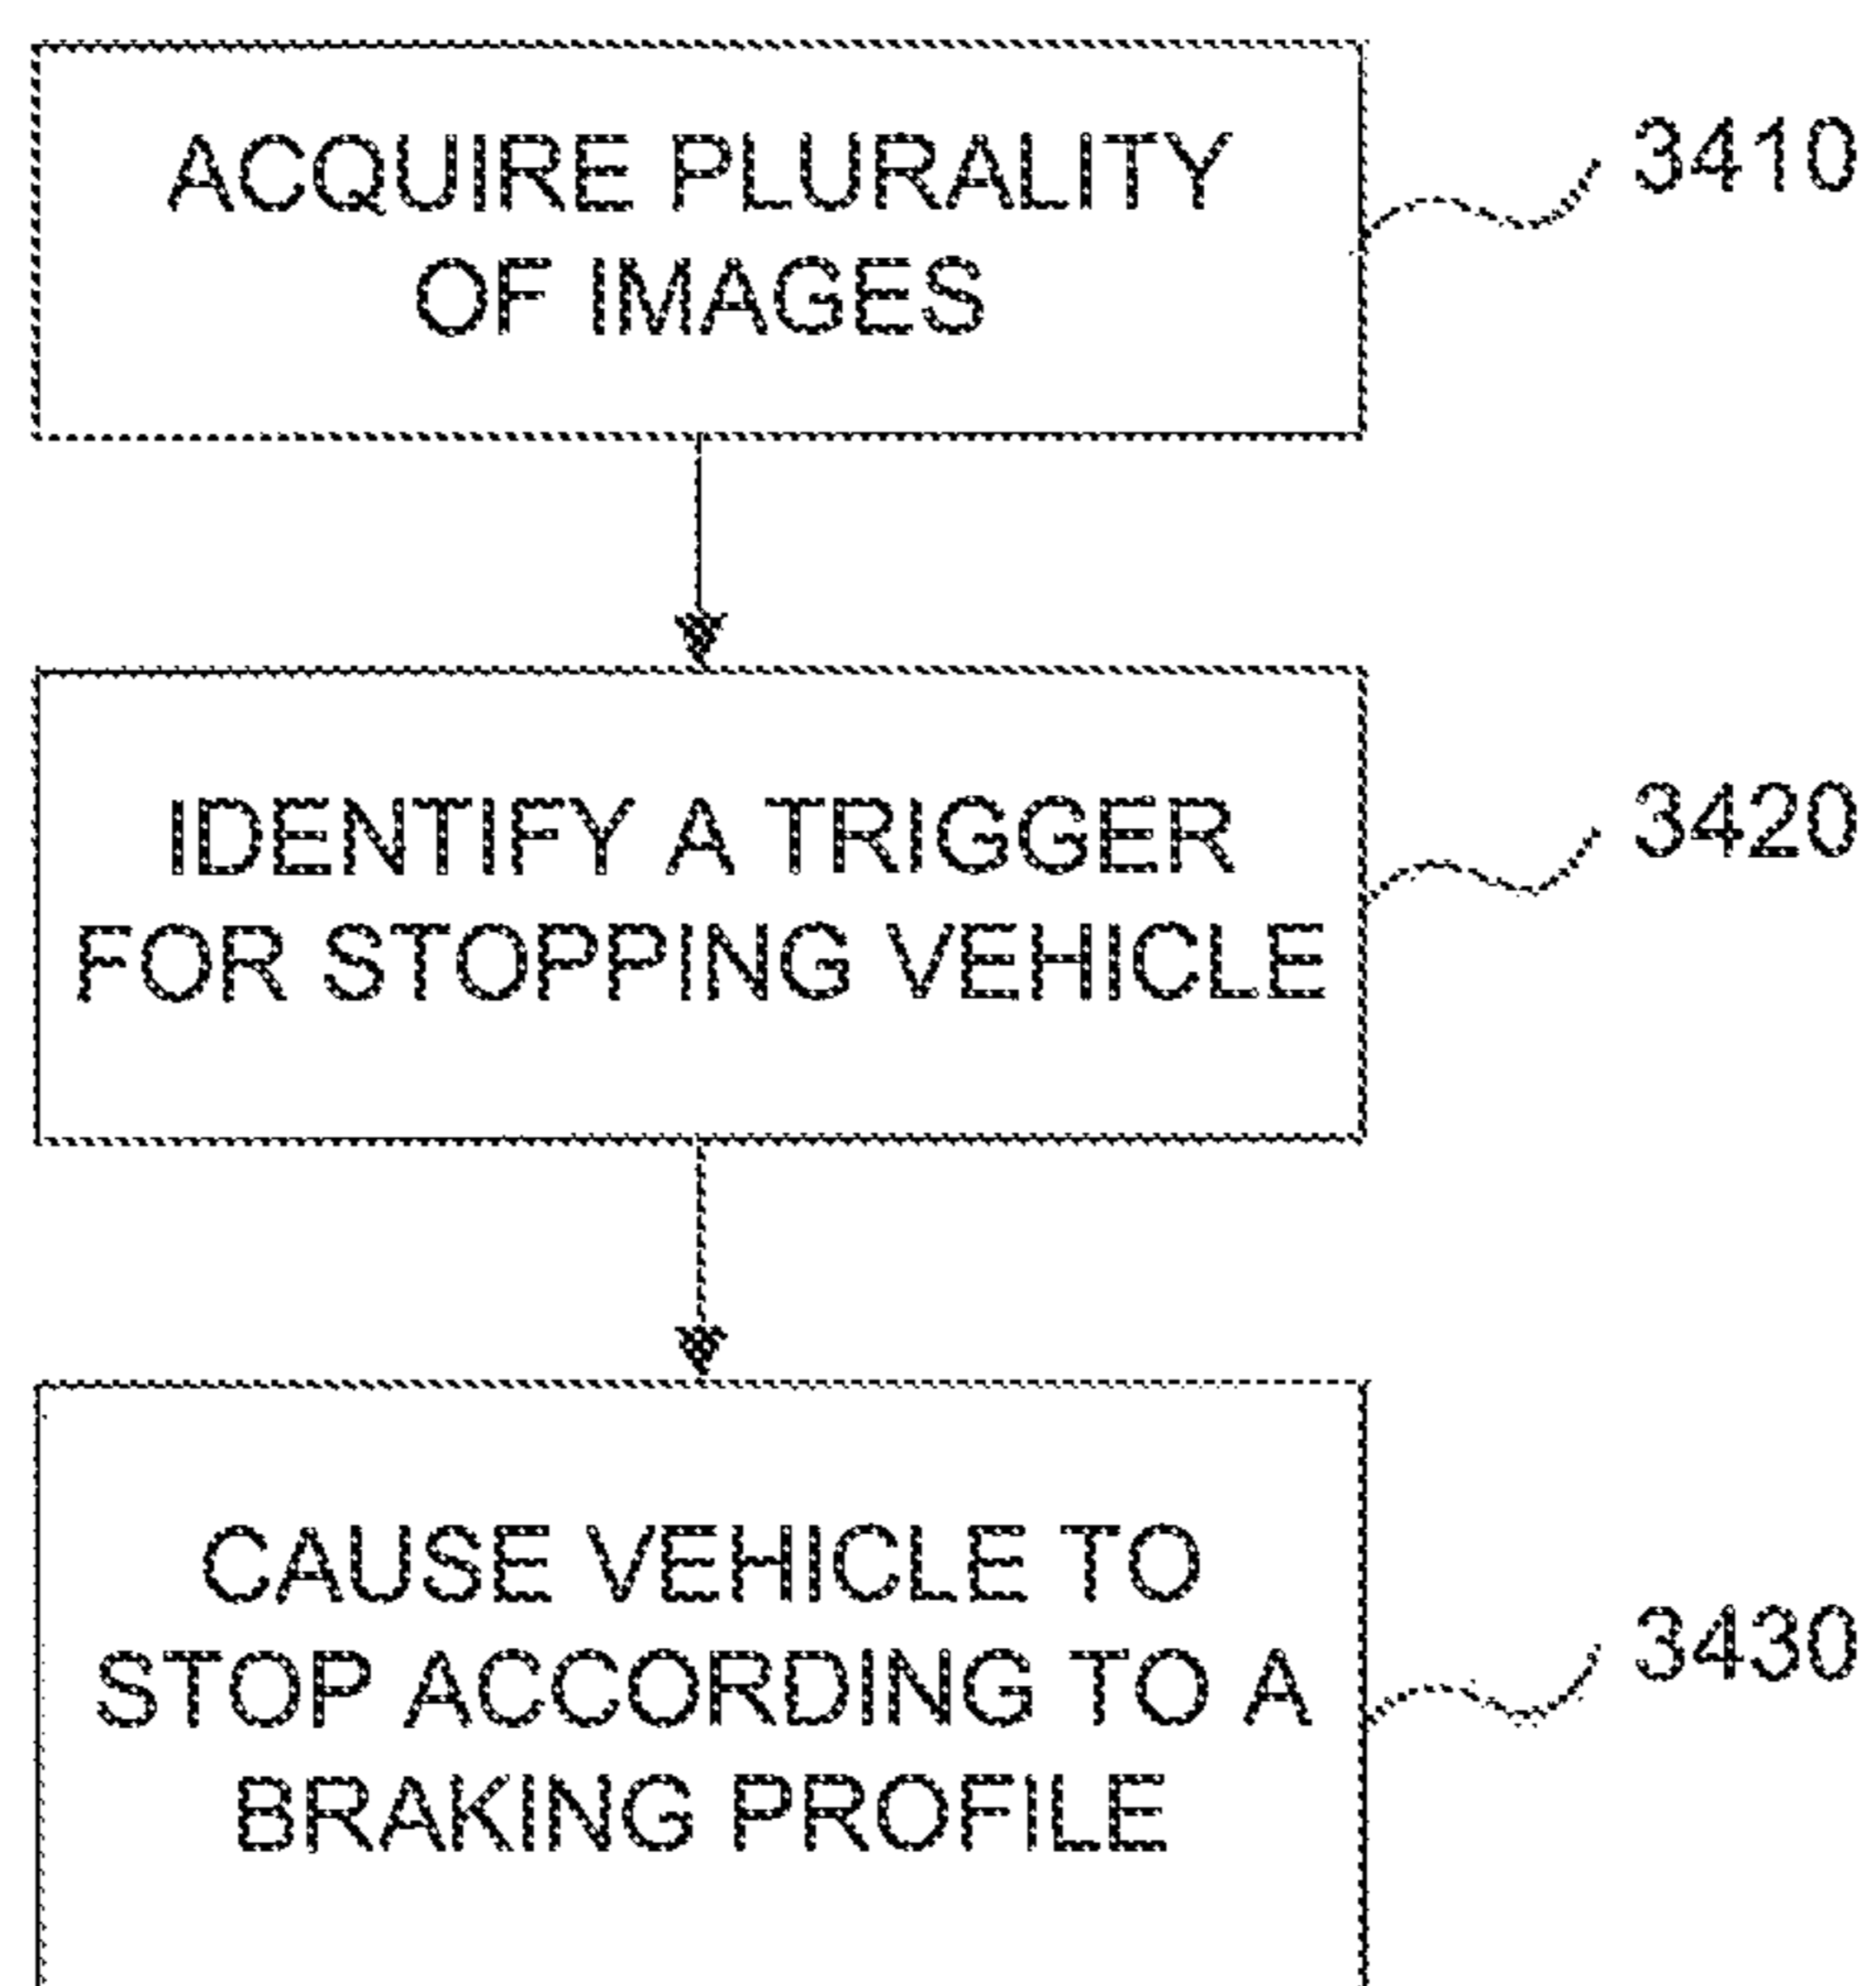 ACQUIRE PLURALITY
OF IMAGES
3410
IDENTIFY A TRIGGER
FOR STOPPING VEHICLE
3420
CAUSE VEHICLE TO
STOP ACCORDING TO A
BRAKING PROFILE
3430